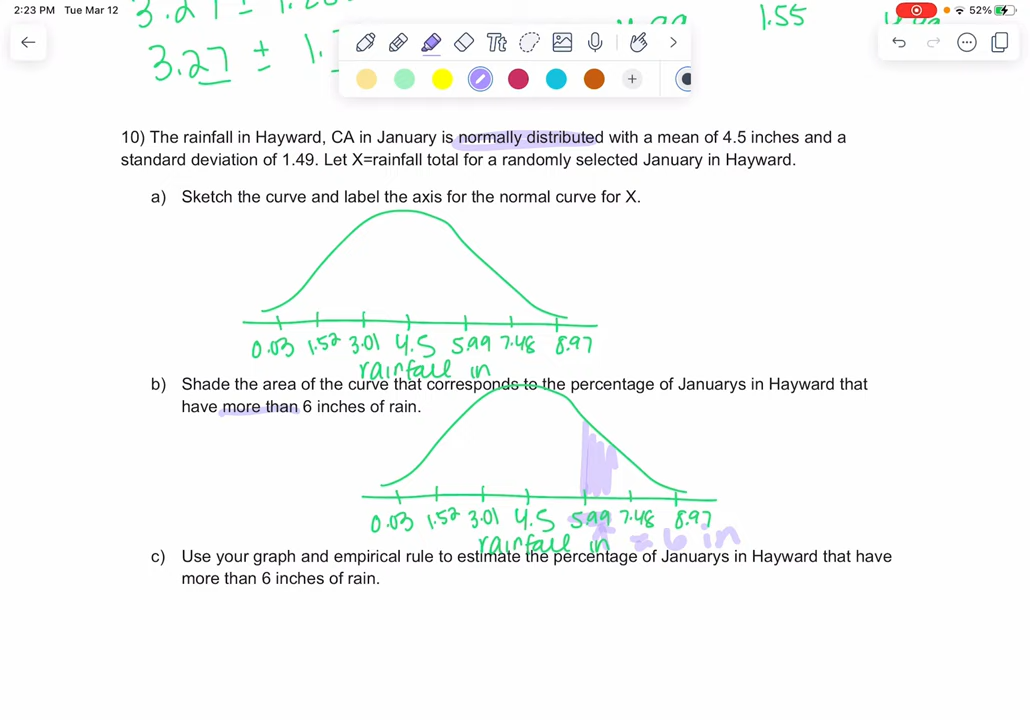 2:23 PM Tue Mar 12
52%
3.27 ±
1.55
3.27 ± 1.
Tt
10) The rainfall in Hayward, CA in January is normally distributed with a mean of 4.5 inches and a
standard deviation of 1.49. Let X=rainfall total for a randomly selected January in Hayward.
a) Sketch the curve and label the axis for the normal curve for X.
0.03 1.52 3.01 4.5 5.99 7.48 8.97
rainfall in
b) Shade the area of the curve that corresponds to the percentage of Januarys in Hayward that
have more than 6 inches of rain.
0.03 1.52 3.01 4.5 5.99 7.48 8.97
rainfall in ≈ 6 in
c) Use your graph and empirical rule to estimate the percentage of Januarys in Hayward that have
more than 6 inches of rain.